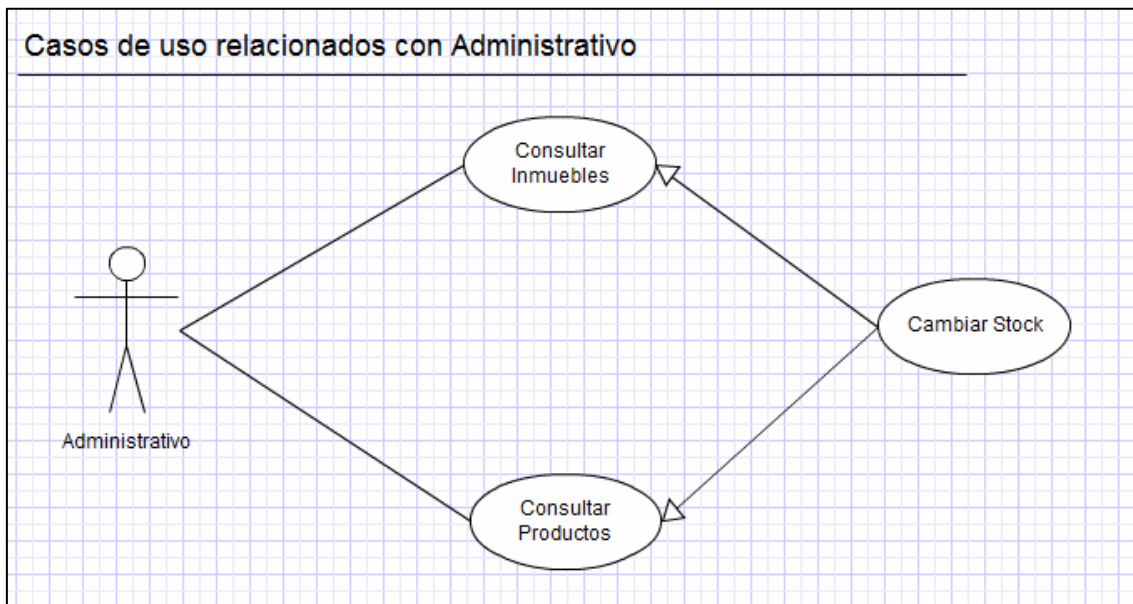 Casos de uso relacionados con Administrativo
Consultar
Inmuebles
Cambiar Stock
Administrativo
Consultar
Productos